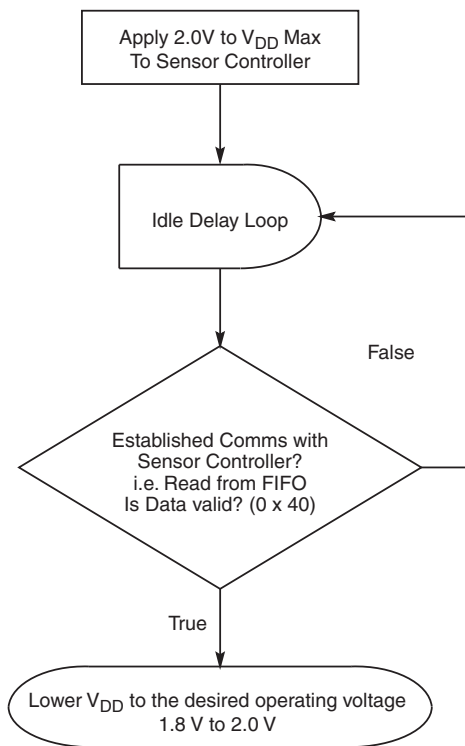 Apply 2.0V to VDD Max
To Sensor Controller
Idle Delay Loop
False
Established Comms with
Sensor Controller?
i.e. Read from FIFO
Is Data valid? (0 x 40)
True
Lower VDD to the desired operating voltage
1.8 V to 2.0 V